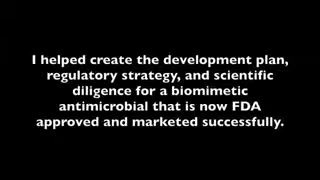 I helped create the development plan,
regulatory strategy, and scientific
diligence for a biomimetic
antimicrobial that is now FDA
approved and marketed successfully.